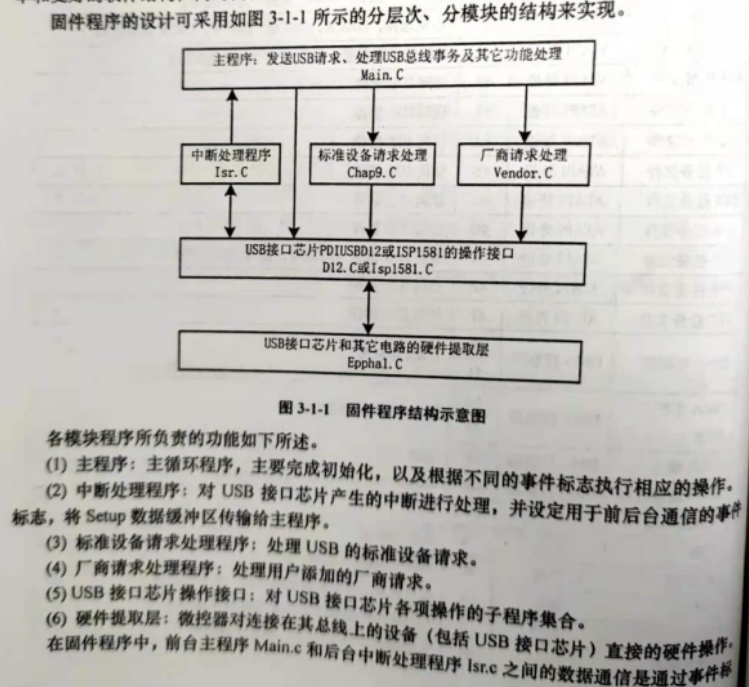 固件程序的设计可采用如图 3-1-1 所示的分层次、分模块的结构来实现。
主程序：发送USB请求、处理USB总线事务及其它功能处理
Main.C
中断处理程序
Isr.C
标准设备请求处理
Chap9.C
厂商请求处理
Vendor.C
USB接口芯片PDIUSBD12或ISP1581的操作接口
D12.C或Isp1581.C
USB接口芯片和其它电路的硬件提取层
Epphal.C
图 3-1-1 固件程序结构示意图
各模块程序所负责的功能如下所述。
(1) 主程序：主循环程序，主要完成初始化，以及根据不同的事件标志执行相应的操作。
(2) 中断处理程序：对 USB 接口芯片产生的中断进行处理，并设定用于前后台通信的事件
标志，将 Setup 数据缓冲区传输给主程序。
(3) 标准设备请求处理程序：处理 USB 的标准设备请求。
(4) 厂商请求处理程序：处理用户添加的厂商请求。
(5) USB 接口芯片操作接口：对 USB 接口芯片各项操作的子程序集合。
(6) 硬件提取层：微控器对连接在其总线上的设备（包括 USB 接口芯片）直接的硬件操作。
在固件程序中，前台主程序 Main.c 和后台中断处理程序 Isr.c 之间的数据通信是通过事件标